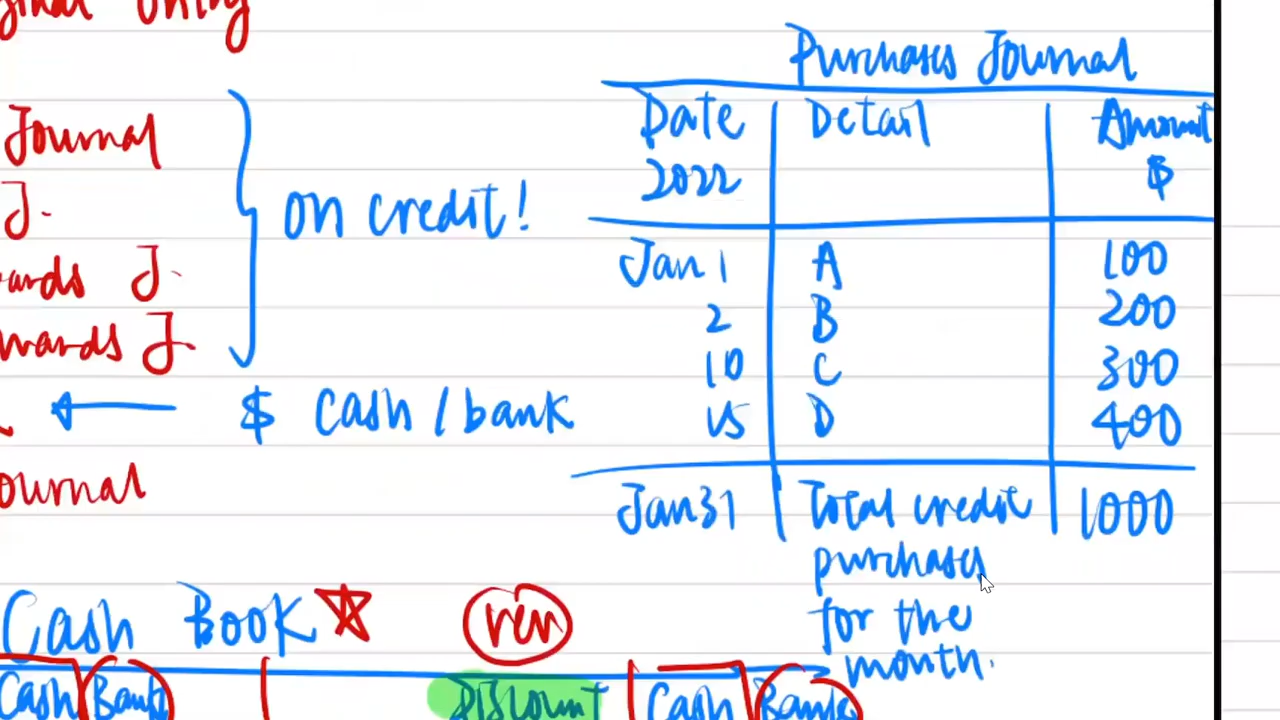 Journal
J.
wards J.
wards J.
ournal
on credit!
$ cash / bank
Purchases Journal
Date Detail Amount
2022 $
Jan 1 A 100
2 B 200
10 C 300
15 D 400
Jan 31 Total credit 1000
purchases
for the
month.
Cash Book
rev
Cash Bank Discount Cash Bank